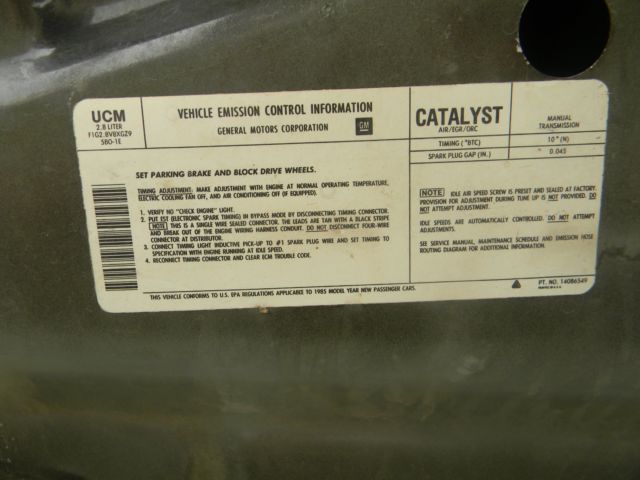 UCM
2.8 LITER
F1G2.8V8XGZ9
5B0-1E
VEHICLE EMISSION CONTROL INFORMATION
GENERAL MOTORS CORPORATION
GM
CATALYST
AIR/EGR/ORC
MANUAL
TRANSMISSION
TIMING (°BTC)
10° (N)
SPARK PLUG GAP (IN.)
0.045
SET PARKING BRAKE AND BLOCK DRIVE WHEELS.
TIMING ADJUSTMENT: MAKE ADJUSTMENT WITH ENGINE AT NORMAL OPERATING TEMPERATURE,
ELECTRIC COOLING FAN OFF, AND AIR CONDITIONING OFF (IF EQUIPPED).
1. VERIFY NO "CHECK ENGINE" LIGHT.
2. PUT EST (ELECTRONIC SPARK TIMING) IN BYPASS MODE BY DISCONNECTING TIMING CONNECTOR.
NOTE THIS IS A SINGLE WIRE SEALED CONNECTOR. THE LEADS ARE TAN WITH A BLACK STRIPE
AND BREAK OUT OF THE ENGINE WIRING HARNESS CONDUIT. DO NOT DISCONNECT FOUR-WIRE
CONNECTOR AT DISTRIBUTOR.
3. CONNECT TIMING LIGHT INDUCTIVE PICK-UP TO #1 SPARK PLUG WIRE AND SET TIMING TO
SPECIFICATION WITH ENGINE RUNNING AT IDLE SPEED.
4. RECONNECT TIMING CONNECTOR AND CLEAR ECM TROUBLE CODE.
NOTE IDLE AIR SPEED SCREW IS PRESET AND SEALED AT FACTORY.
PROVISION FOR ADJUSTMENT DURING TUNE UP IS NOT PROVIDED. DO
NOT ATTEMPT ADJUSTMENT.
IDLE SPEEDS ARE AUTOMATICALLY CONTROLLED. DO NOT ATTEMPT
ADJUSTMENTS.
SEE SERVICE MANUAL, MAINTENANCE SCHEDULE AND EMISSION HOSE
ROUTING DIAGRAM FOR ADDITIONAL INFORMATION.
THIS VEHICLE CONFORMS TO U.S. EPA REGULATIONS APPLICABLE TO 1985 MODEL YEAR NEW PASSENGER CARS.
PT. NO. 14086549
PRINTED IN U.S.A.